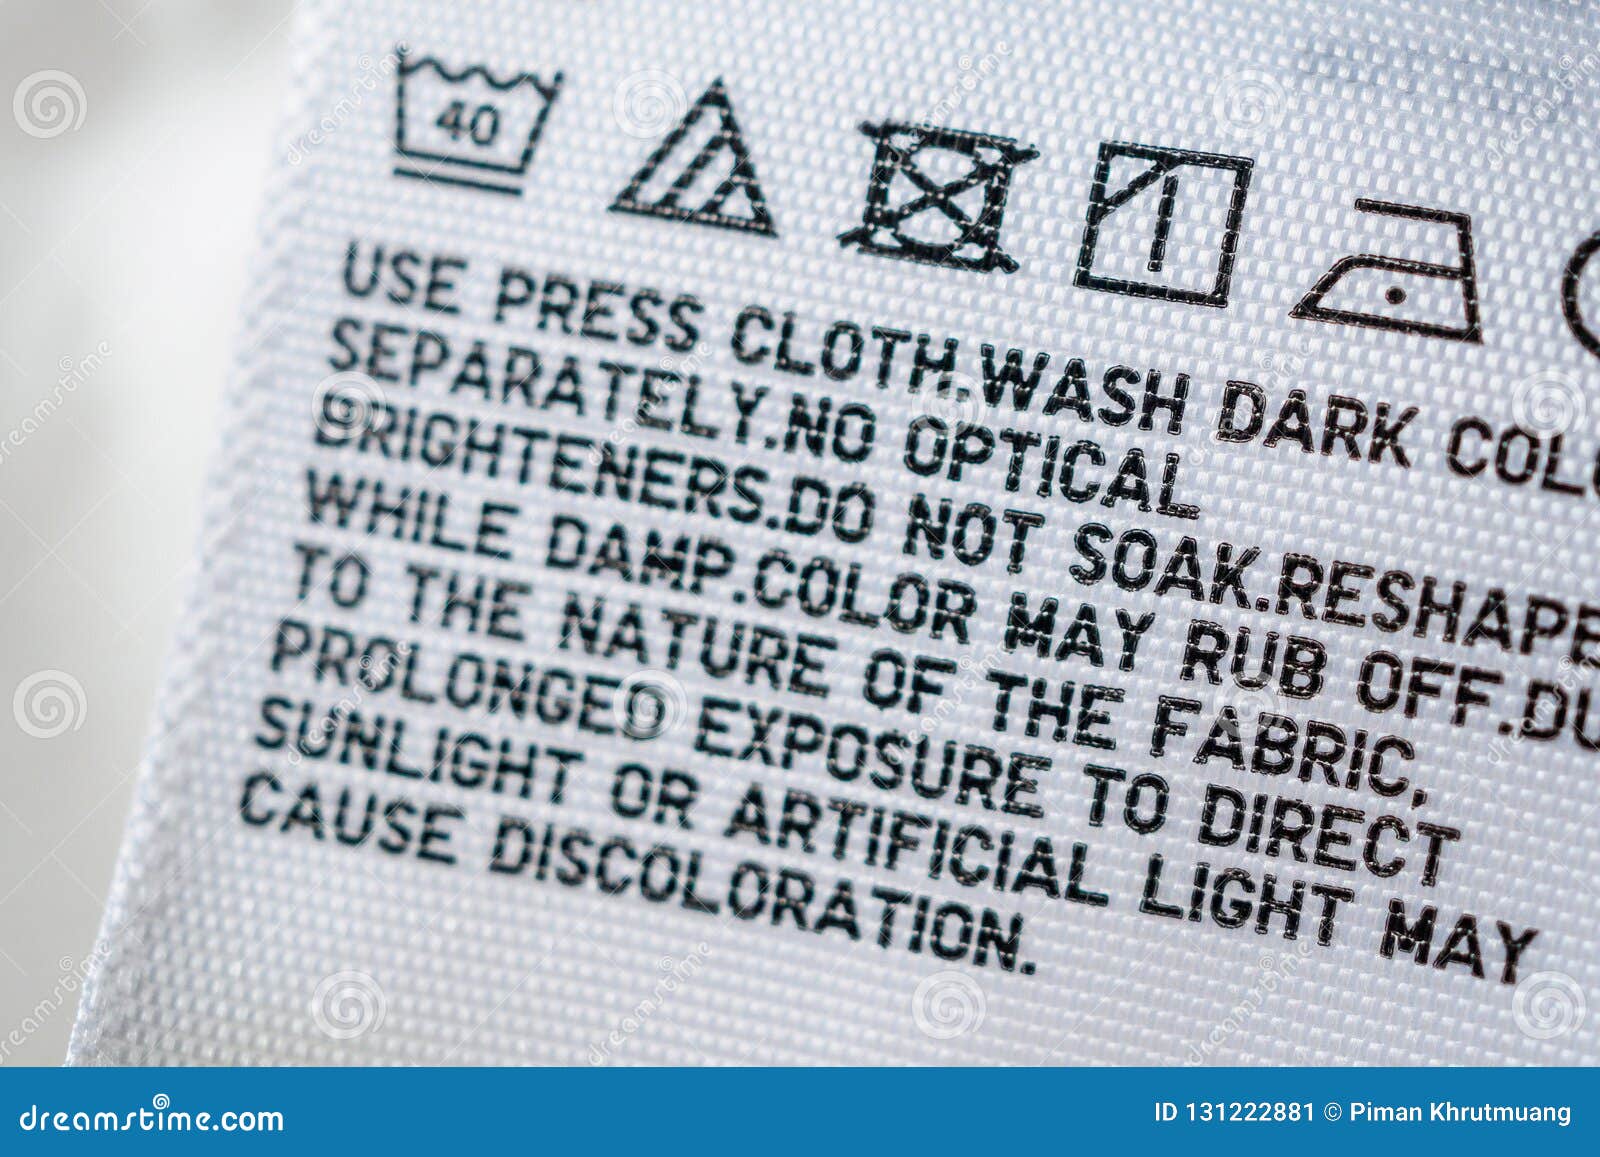 40
USE PRESS CLOTH.WASH DARK
SEPARATELY.NO OPTICAL
BRIGHTENERS.DO NOT SOAK.RESHAPE
WHILE DAMP.COLOR MAY RUB OFF.
TO THE NATURE OF THE FABRIC,
PROLONGED EXPOSURE TO DIRECT
SUNLIGHT OR ARTIFICIAL LIGHT MAY
CAUSE DISCOLORATION.
dreamstime.com
ID 131222881 © Piman Khrutmuang